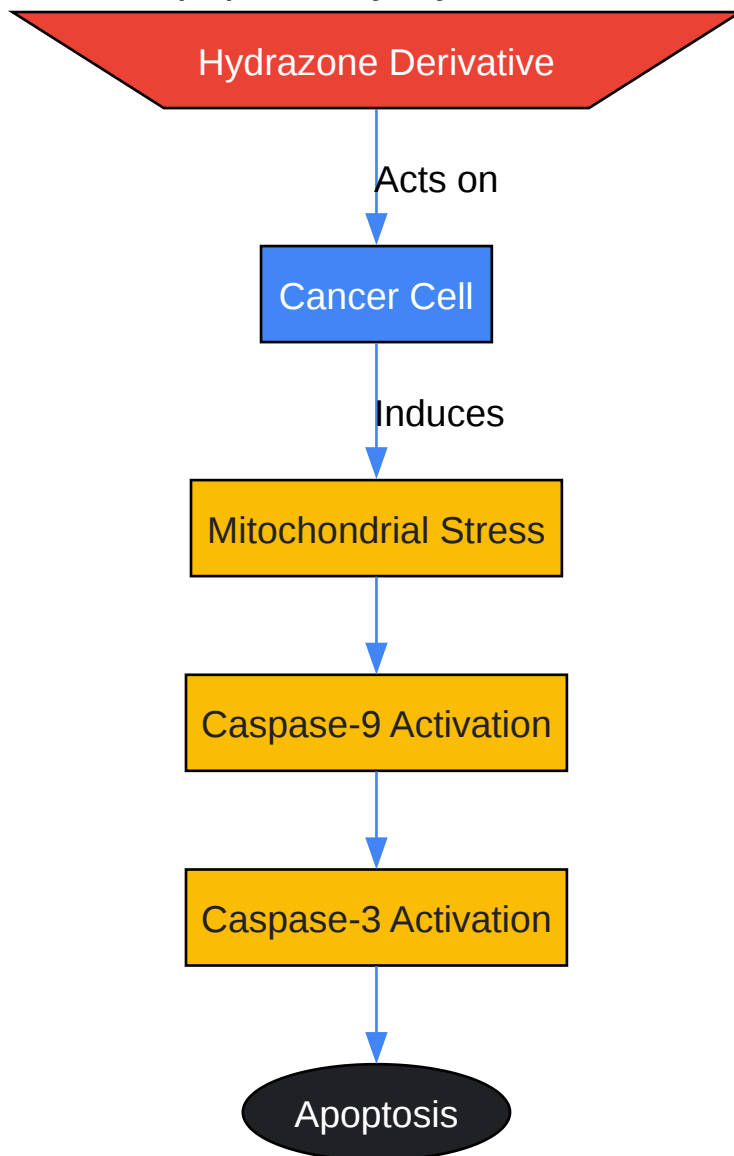 Hydrazone Derivative
Acts on
Cancer Cell
Induces
Mitochondrial Stress
Caspase-9 Activation
Caspase-3 Activation
Apoptosis